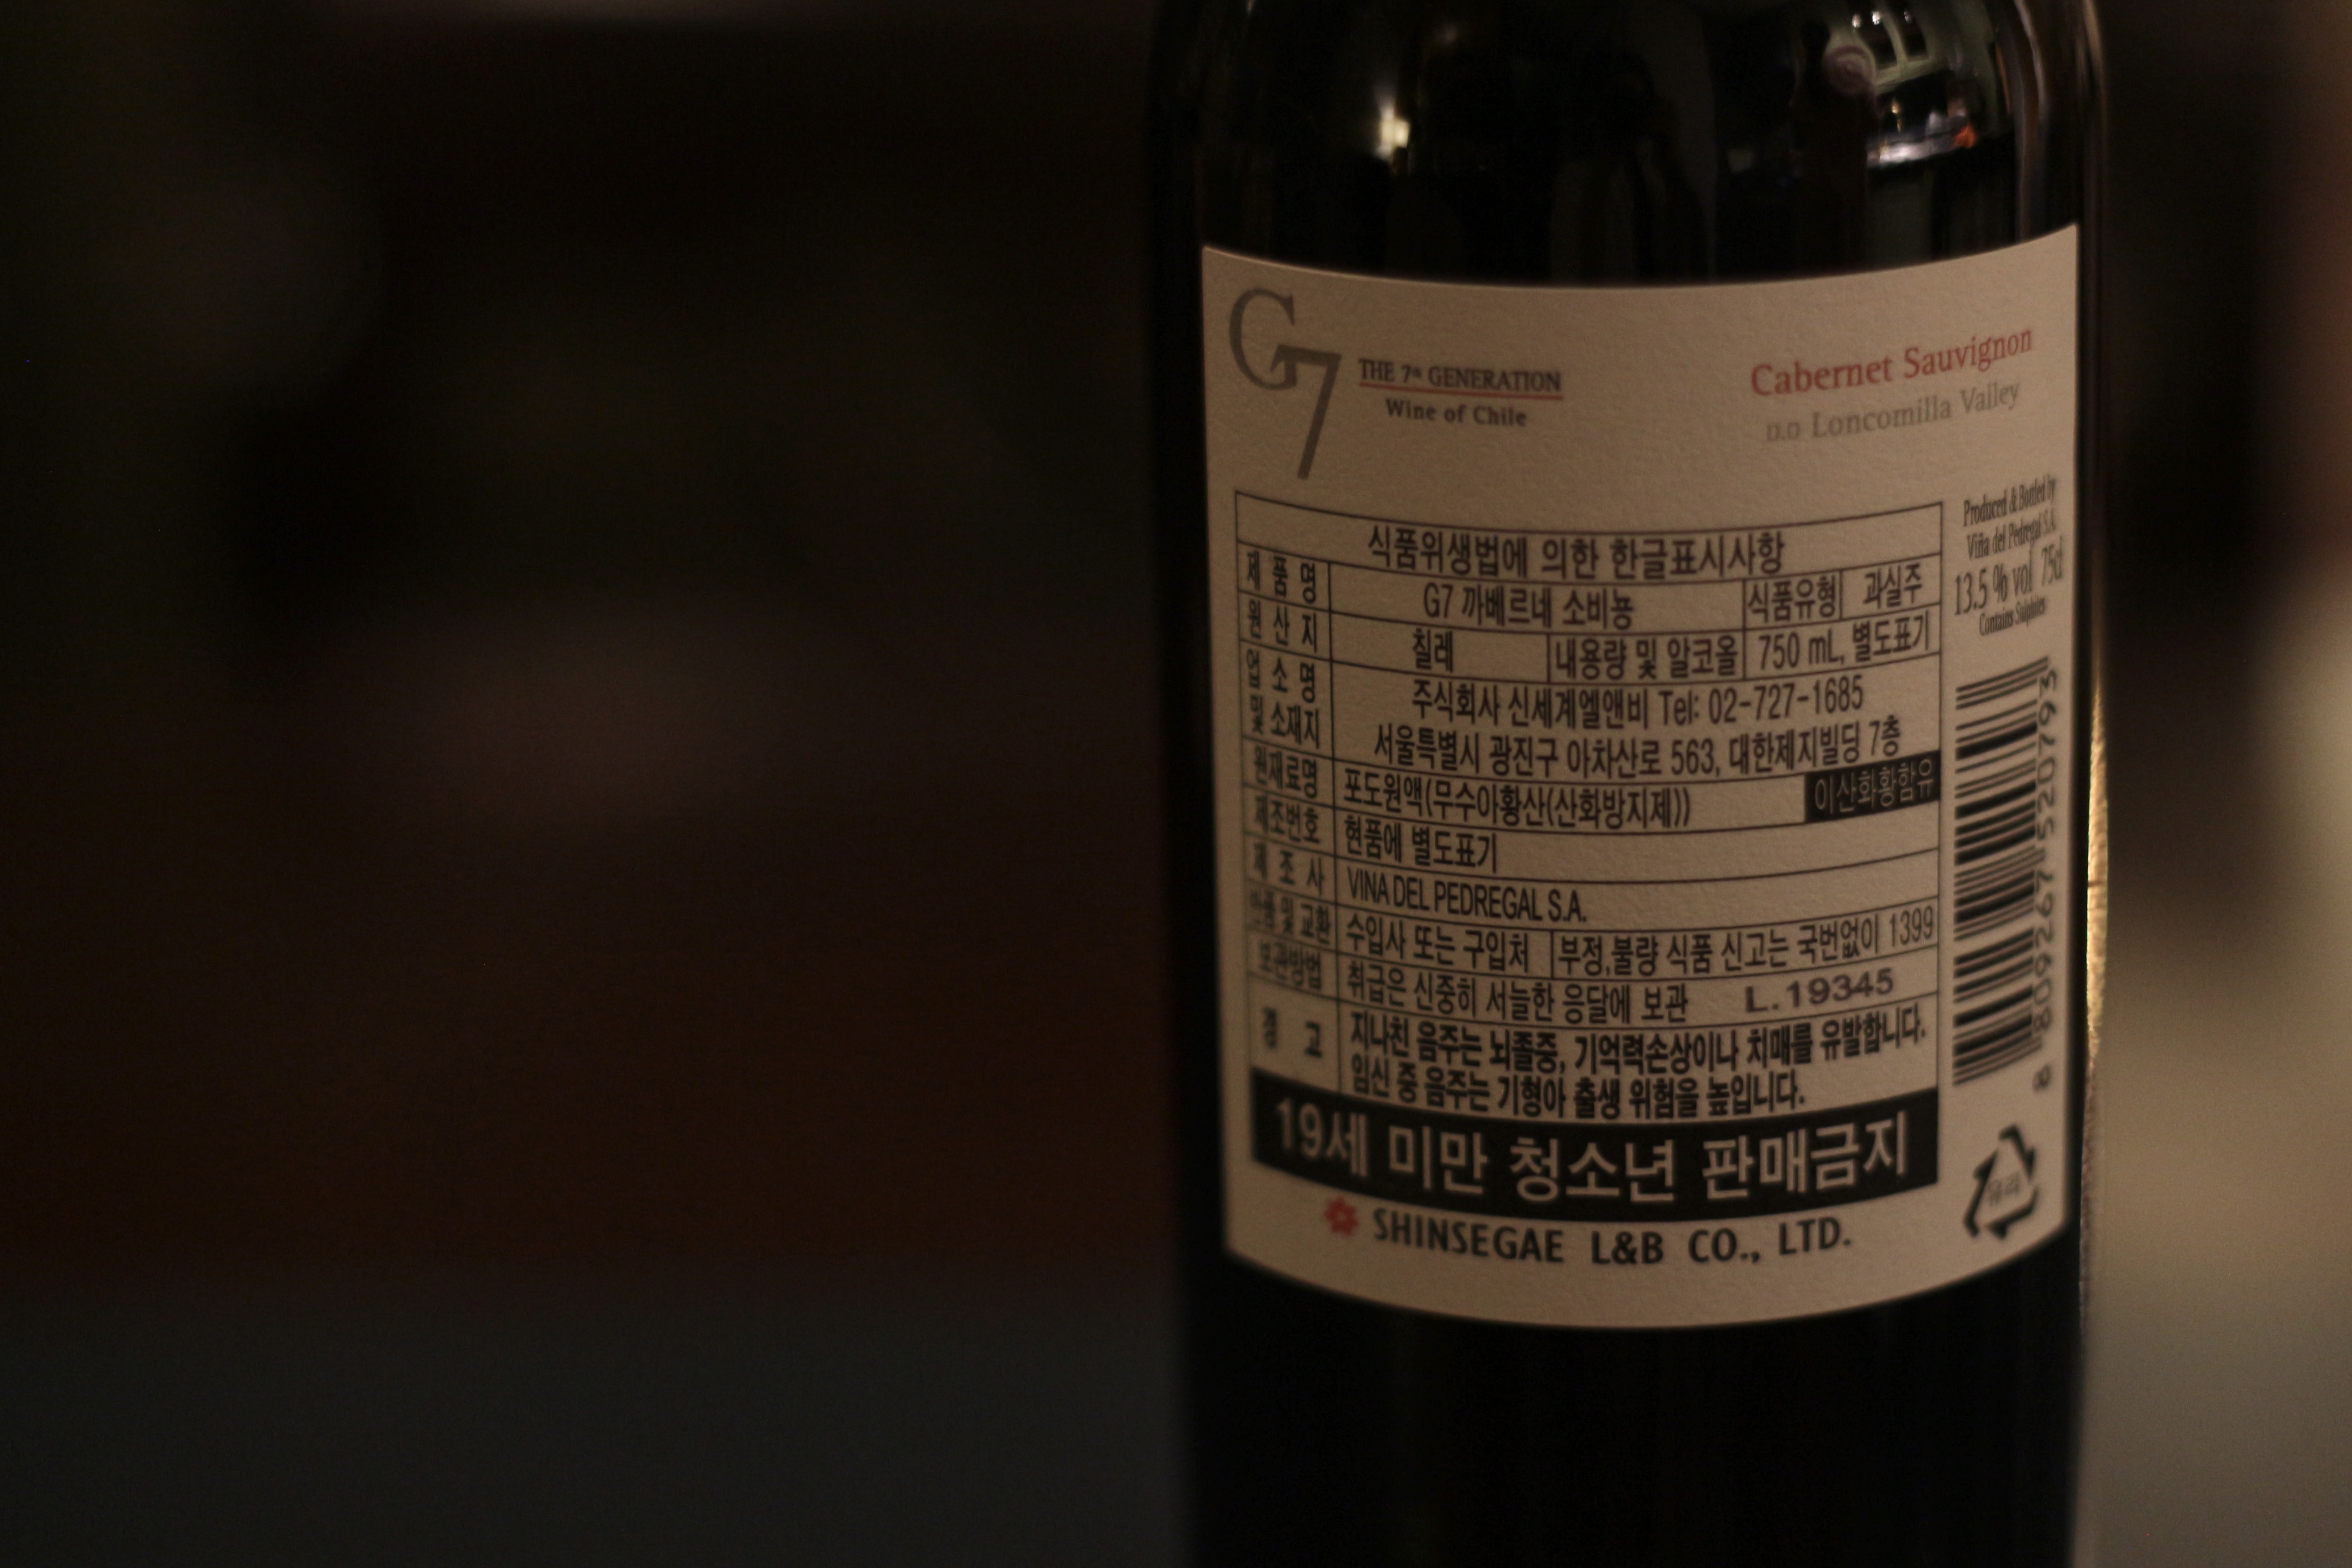 G7
THE 7th GENERATION
Wine of Chile
Cabernet Sauvignon
D.O Loncomilla Valley
식품위생법에 의한 한글표시사항
제 품 명 G7 까베르네 소비뇽 식품유형 과실주
원 산 지 칠레 내용량 및 알코올 750 mL, 별도표기
업 소 명 주식회사 신세계엘앤비 Tel: 02-727-1685
및 소재지 서울특별시 광진구 아차산로 563, 대한제지빌딩 7층
원재료명 포도원액(무수아황산(산화방지제)) 이산화황함유
제조번호 현품에 별도표기
제 조 사 VINA DEL PEDREGAL S.A.
반품 및 교환 수입사 또는 구입처 부정,불량 식품 신고는 국번없이 1399
보관방법 취급은 신중히 서늘한 응달에 보관 L.19345
경 고 지나친 음주는 뇌졸중, 기억력손상이나 치매를 유발합니다.
임신 중 음주는 기형아 출생 위험을 높입니다.
19세 미만 청소년 판매금지
SHINSEGAE L&B CO., LTD.
Produced & Bottled by
Viña del Pedregal S.A.
13.5 % vol 75cl
Contains Sulphites
8 809267 520793
유리